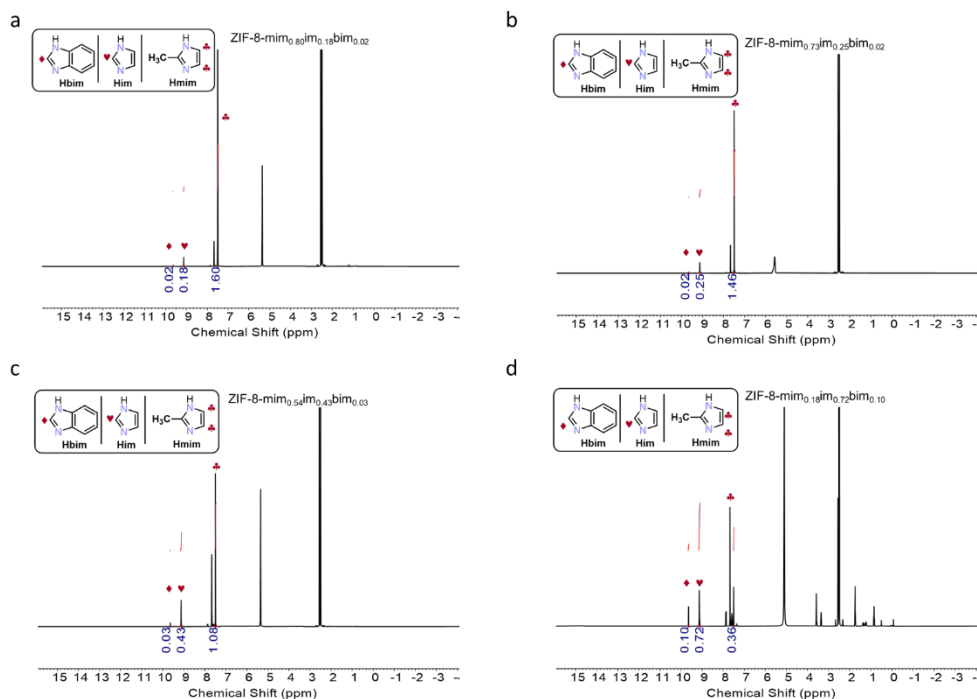 a
ZIF-8-mim0.80im0.18bim0.02
H
N
N
Hbim
H
N
N
Him
H3C
H
N
N
Hmim
0.02
0.18
1.60
15 14 13 12 11 10 9 8 7 6 5 4 3 2 1 0 -1 -2 -3 -4
Chemical Shift (ppm)
b
ZIF-8-mim0.73im0.25bim0.02
H
N
N
Hbim
H
N
N
Him
H3C
H
N
N
Hmim
0.02
0.25
1.46
15 14 13 12 11 10 9 8 7 6 5 4 3 2 1 0 -1 -2 -3
Chemical Shift (ppm)
c
ZIF-8-mim0.54im0.43bim0.03
H
N
N
Hbim
H
N
N
Him
H3C
H
N
N
Hmim
0.03
0.43
1.08
15 14 13 12 11 10 9 8 7 6 5 4 3 2 1 0 -1 -2 -3 -4
Chemical Shift (ppm)
d
ZIF-8-mim0.18im0.72bim0.10
H
N
N
Hbim
H
N
N
Him
H3C
H
N
N
Hmim
0.10
0.72
0.36
15 14 13 12 11 10 9 8 7 6 5 4 3 2 1 0 -1 -2 -3
Chemical Shift (ppm)